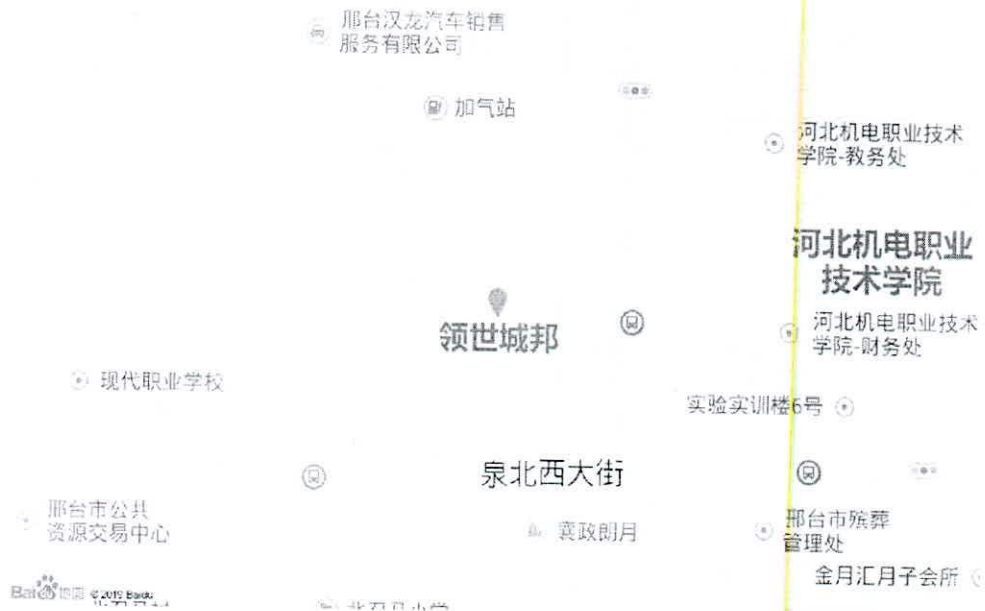 邢台汉龙汽车销售
服务有限公司
加气站
河北机电职业技术
学院-教务处
河北机电职业
技术学院
领世城邦
河北机电职业技术
学院-财务处
现代职业学校
实验实训楼6号
泉北西大街
邢台市公共
资源交易中心
襄政朗月
邢台市殡葬
管理处
金月汇月子会所
Bai 地图 © 2019 Baidu